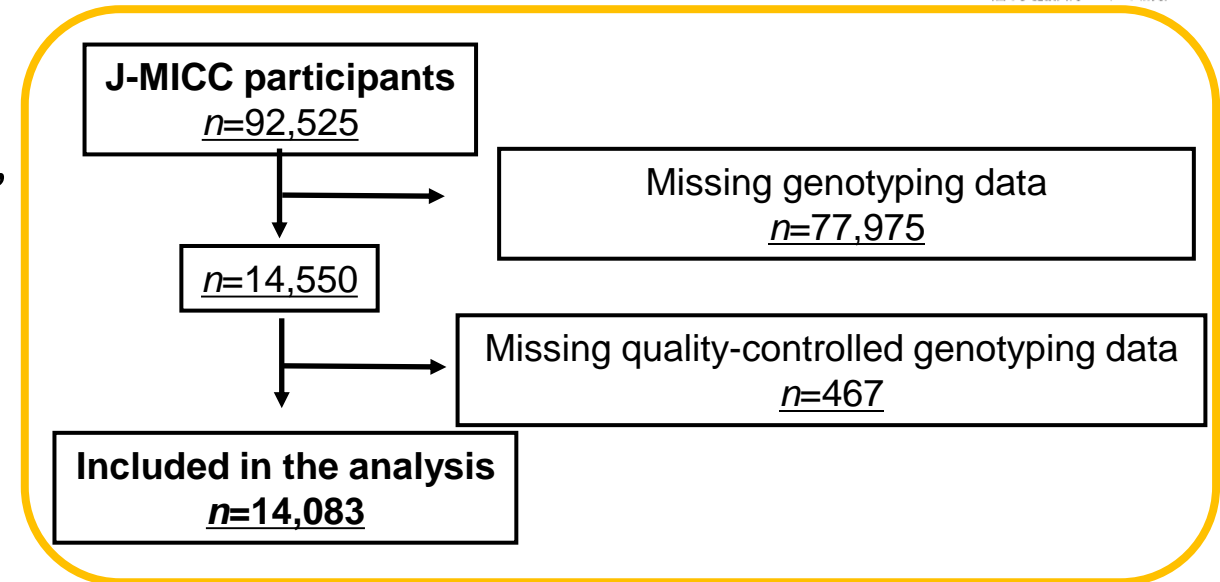 J-MICC participants
n=92,525
Missing genotyping data
n=77,975
n=14,550
Missing quality-controlled genotyping data
n=467
Included in the analysis
n=14,083